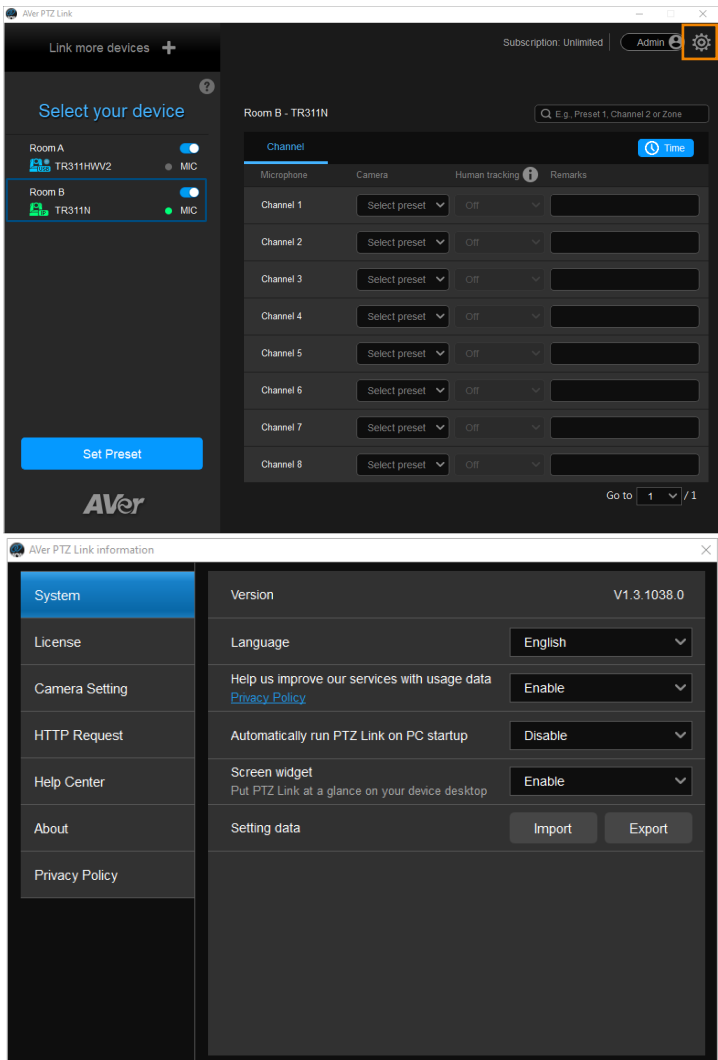 AVer PTZ Link
Link more devices
Subscription: Unlimited
Admin
?
Select your device
Room B - TR311N
E.g., Preset 1, Channel 2 or Zone
Room A
TR311HWV2
MIC
Room B
TR311N
MIC
Channel
Time
Microphone Camera Human tracking Remarks
Channel 1 Select preset Off
Channel 2 Select preset Off
Channel 3 Select preset Off
Channel 4 Select preset Off
Channel 5 Select preset Off
Channel 6 Select preset Off
Channel 7 Select preset Off
Channel 8 Select preset Off
Set Preset
AVer
Go to 1 / 1
AVer PTZ Link information
System
License
Camera Setting
HTTP Request
Help Center
About
Privacy Policy
Version V1.3.1038.0
Language English
Help us improve our services with usage data Enable
Privacy Policy
Automatically run PTZ Link on PC startup Disable
Screen widget Enable
Put PTZ Link at a glance on your device desktop
Setting data Import Export